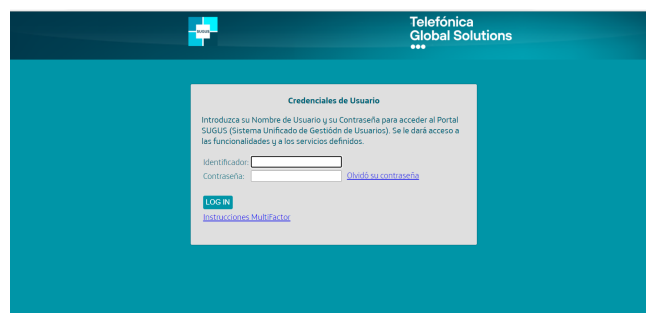 SUGUS
Telefónica
Global Solutions
Credenciales de Usuario
Introduzca su Nombre de Usuario y su Contraseña para acceder al Portal
SUGUS (Sistema Unificado de Gestiódn de Usuarios). Se le dará acceso a
las funcionalidades y a los servicios definidos.
Identificador:
Contraseña: Olvidó su contraseña
LOG IN
Instrucciones MultiFactor